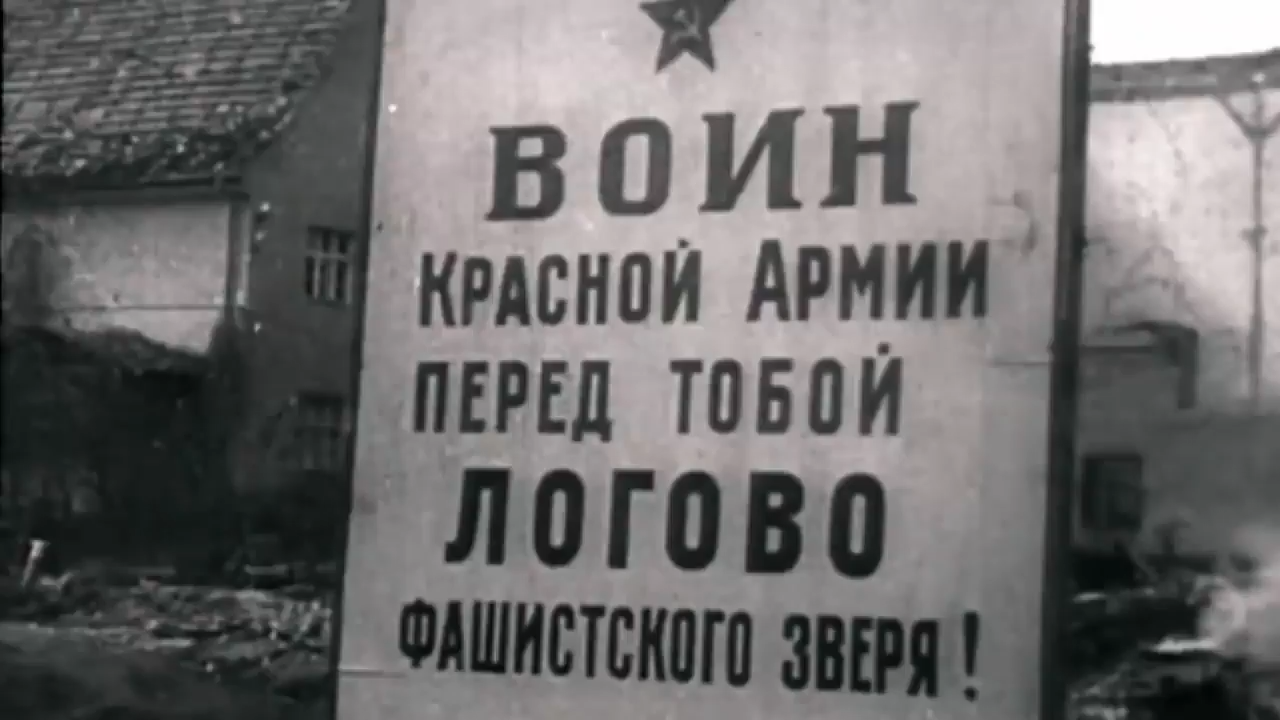 ВОИН
КРАСНОЙ АРМИИ
ПЕРЕД ТОБОЙ
ЛОГОВО
ФАШИСТСКОГО ЗВЕРЯ!